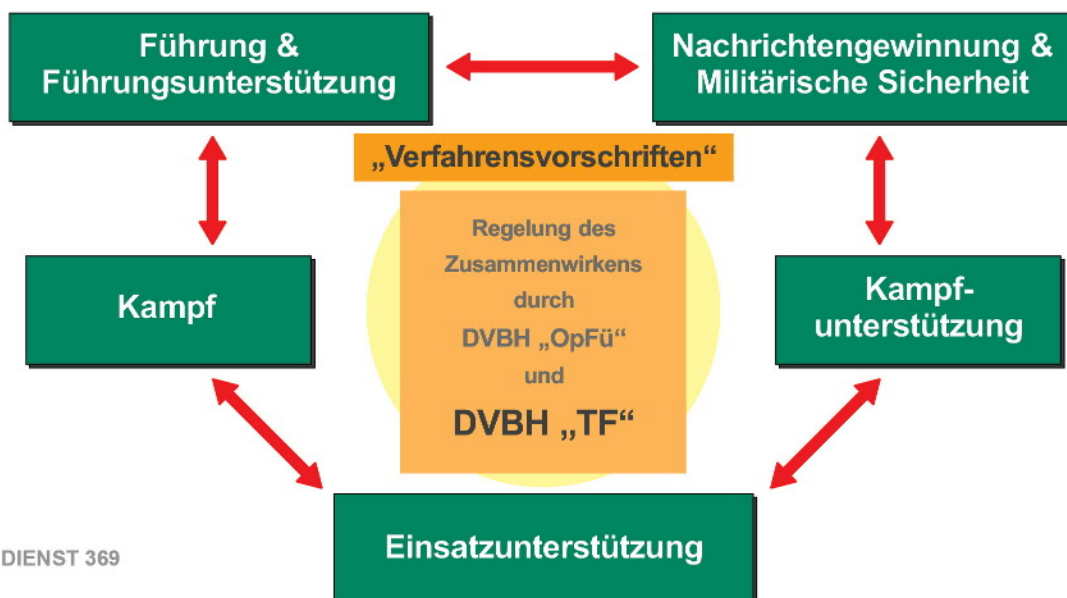 Führung &
Führungsunterstützung
Nachrichtengewinnung &
Militärische Sicherheit
„Verfahrensvorschriften“
Regelung des
Zusammenwirkens
durch
DVBH „OpFü“
und
DVBH „TF“
Kampf
Kampf-
unterstützung
Einsatzunterstützung
DIENST 369